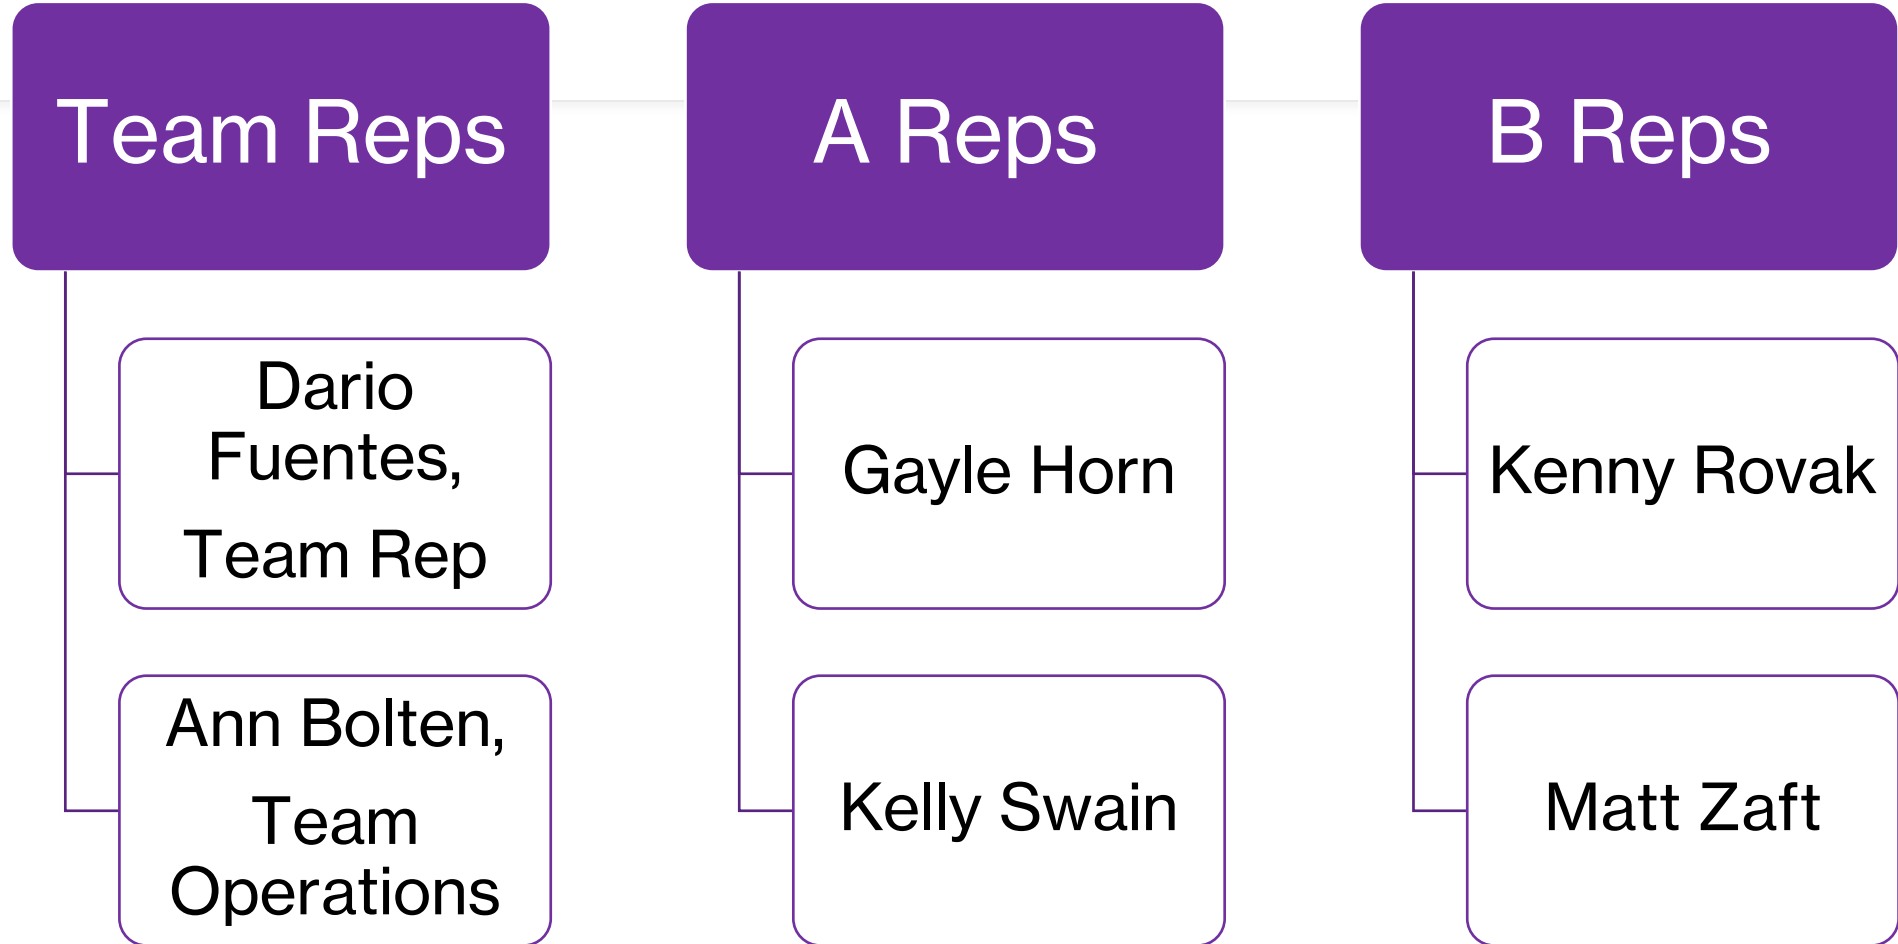 Team Reps
Dario
Fuentes,
Team Rep
Ann Bolten,
Team
Operations
A Reps
Gayle Horn
Kelly Swain
B Reps
Kenny Rovak
Matt Zaft